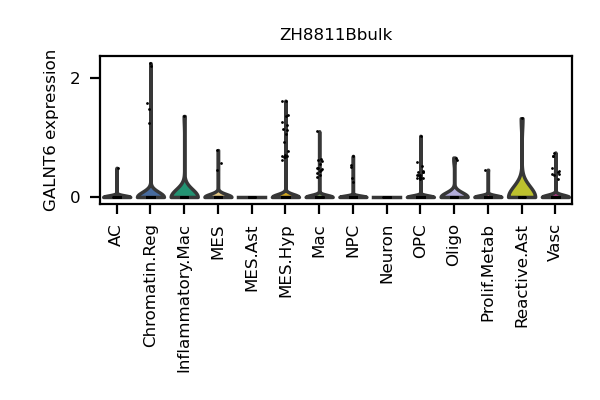 ZH8811Bbulk
GALNT6 expression
2
0
AC
Chromatin.Reg
Inflammatory.Mac
MES
MES.Ast
MES.Hyp
Mac
NPC
Neuron
OPC
Oligo
Prolif.Metab
Reactive.Ast
Vasc